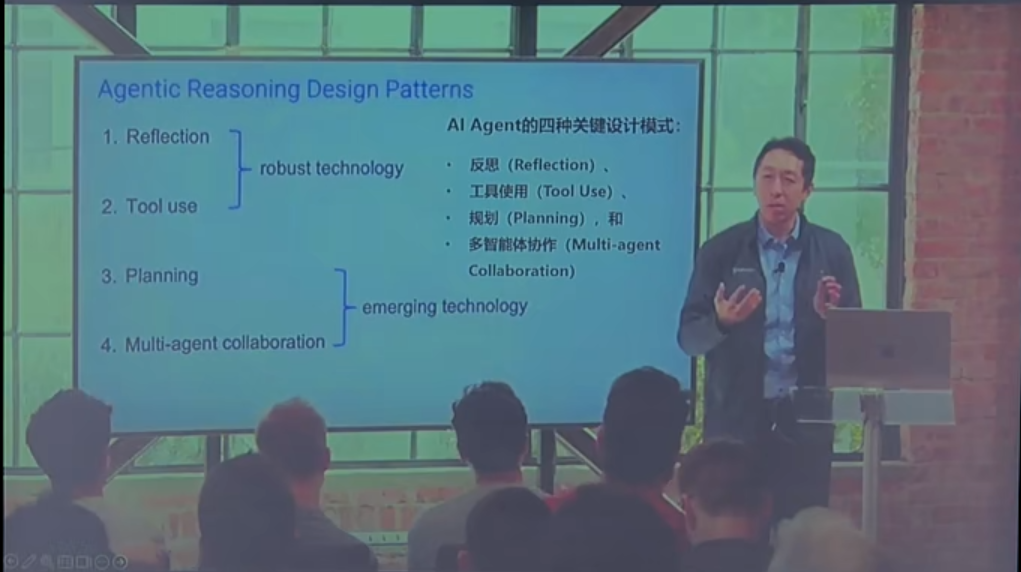 Agentic Reasoning Design Patterns
1. Reflection
robust technology
2. Tool use
3. Planning
emerging technology
4. Multi-agent collaboration
AI Agent的四种关键设计模式：
• 反思（Reflection）、
• 工具使用（Tool Use）、
• 规划（Planning），和
• 多智能体协作（Multi-agent
Collaboration）